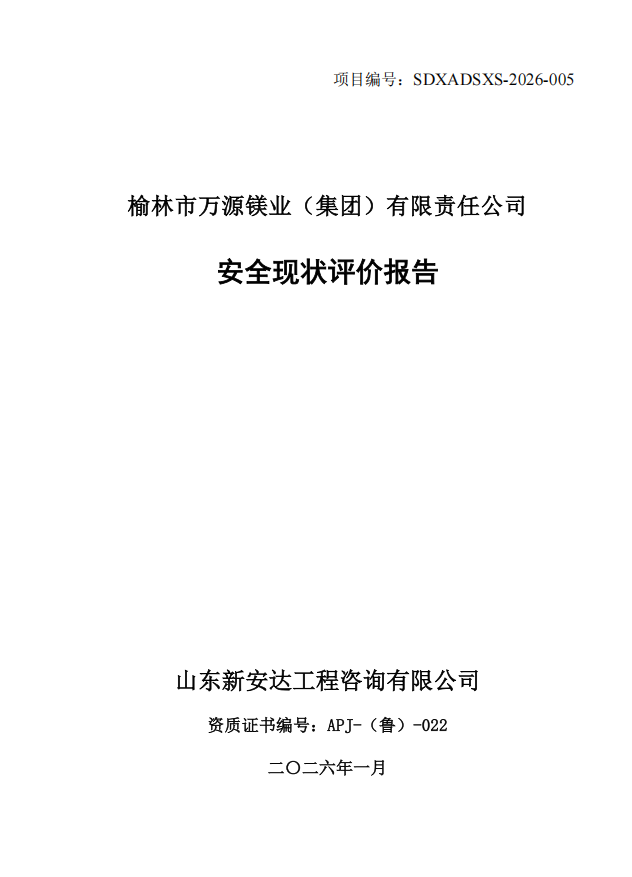 项目编号：SDXADSXS-2026-005
榆林市万源镁业（集团）有限责任公司
安全现状评价报告
山东新安达工程咨询有限公司
资质证书编号：APJ-（鲁）-022
二〇二六年一月